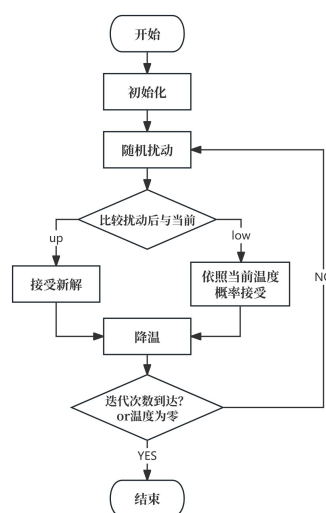 开始
初始化
随机扰动
比较扰动后与当前
up
low
接受新解
依照当前温度
概率接受
降温
迭代次数到达?
or温度为零
YES
结束